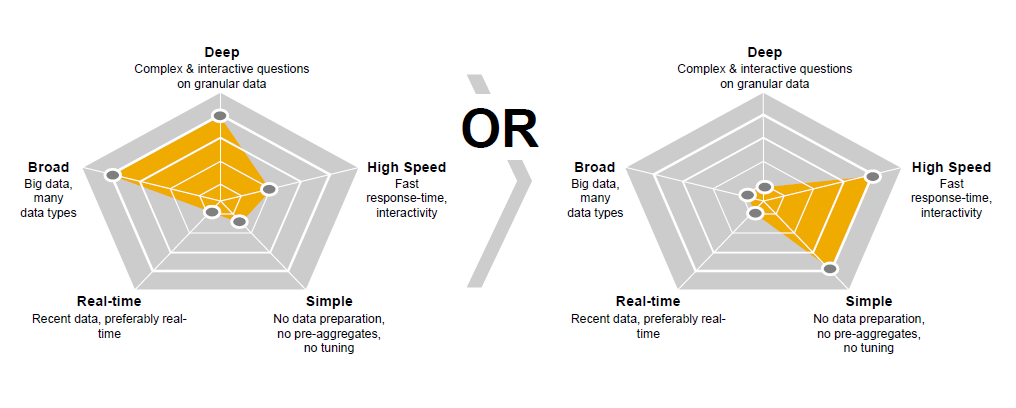 Deep
Complex & interactive questions
on granular data
Broad
Big data,
many
data types
High Speed
Fast
response-time,
interactivity
Real-time
Recent data, preferably real-
time
Simple
No data preparation,
no pre-aggregates,
no tuning
OR
Deep
Complex & interactive questions
on granular data
Broad
Big data,
many
data types
High Speed
Fast
response-time,
interactivity
Real-time
Recent data, preferably real-
time
Simple
No data preparation,
no pre-aggregates,
no tuning